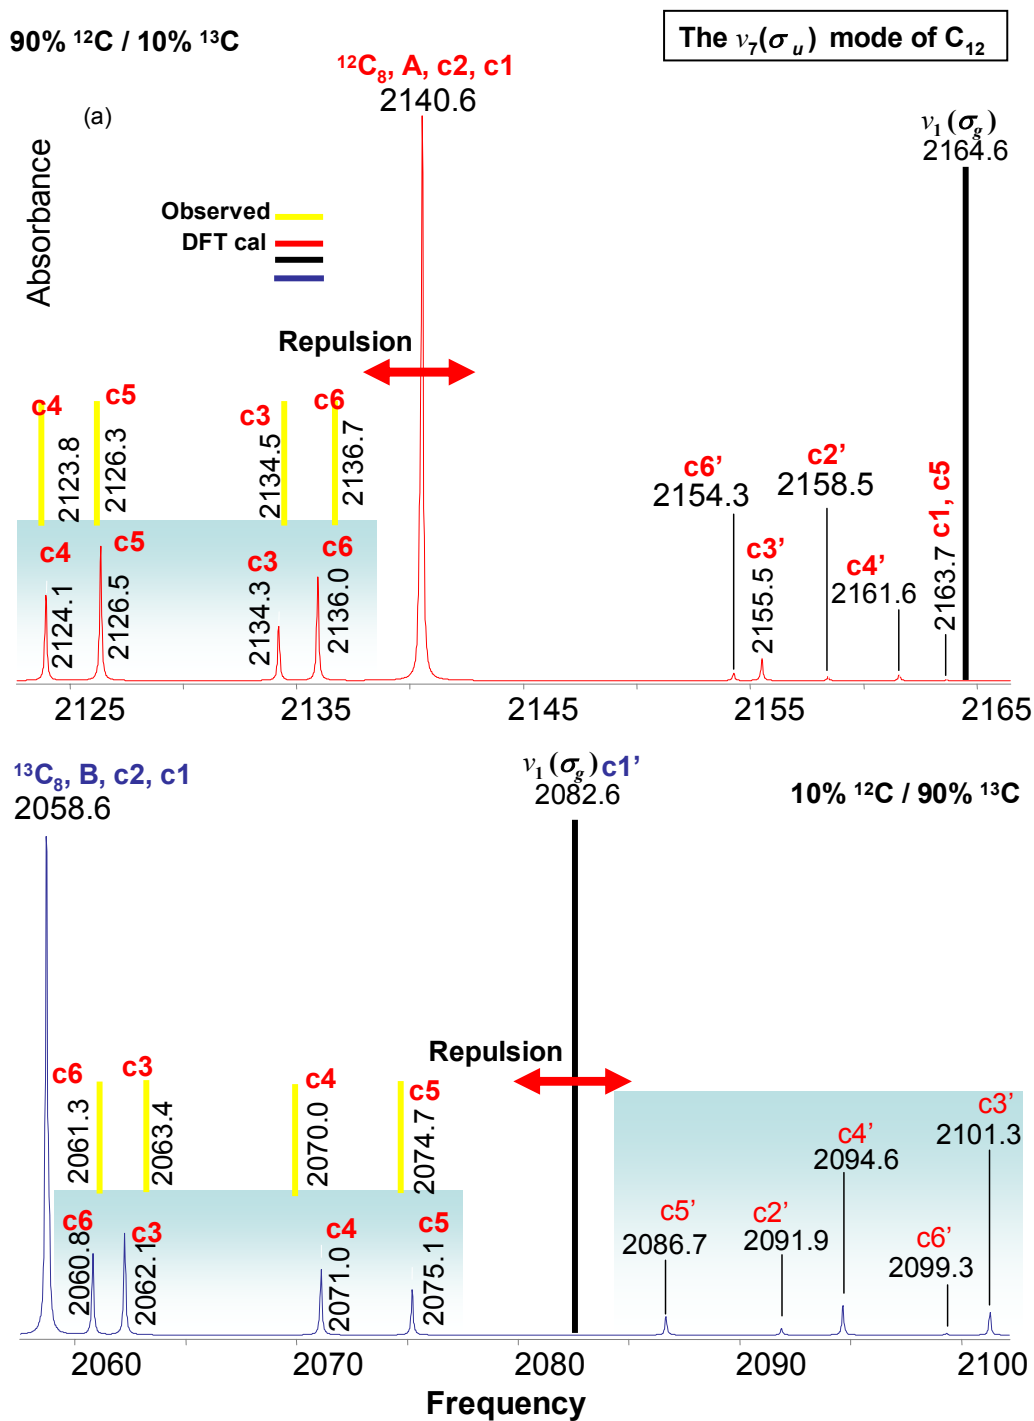 90% ¹²C / 10% ¹³C
The ν₇(σᵤ) mode of C₁₂
¹²C₈, A, c2, c1
2140.6
(a)
ν₁(σg)
2164.6
Absorbance
Observed
DFT cal
Repulsion
c4
2123.8
c5
2126.3
c3
2134.5
c6
2136.7
c4
2124.1
c5
2126.5
c3
2134.3
c6
2136.0
c6’
2154.3
c3’
2155.5
c2’
2158.5
c4’
2161.6
c1, c5
2163.7
2125
2135
2145
2155
2165
¹³C₈, B, c2, c1
2058.6
ν₁(σg) c1’
2082.6
10% ¹²C / 90% ¹³C
Repulsion
c6
2061.3
c3
2063.4
c4
2070.0
c5
2074.7
c6
2060.8
c3
2062.1
c4
2071.0
c5
2075.1
c5’
2086.7
c2’
2091.9
c4’
2094.6
c6’
2099.3
c3’
2101.3
2060
2070
2080
2090
2100
Frequency